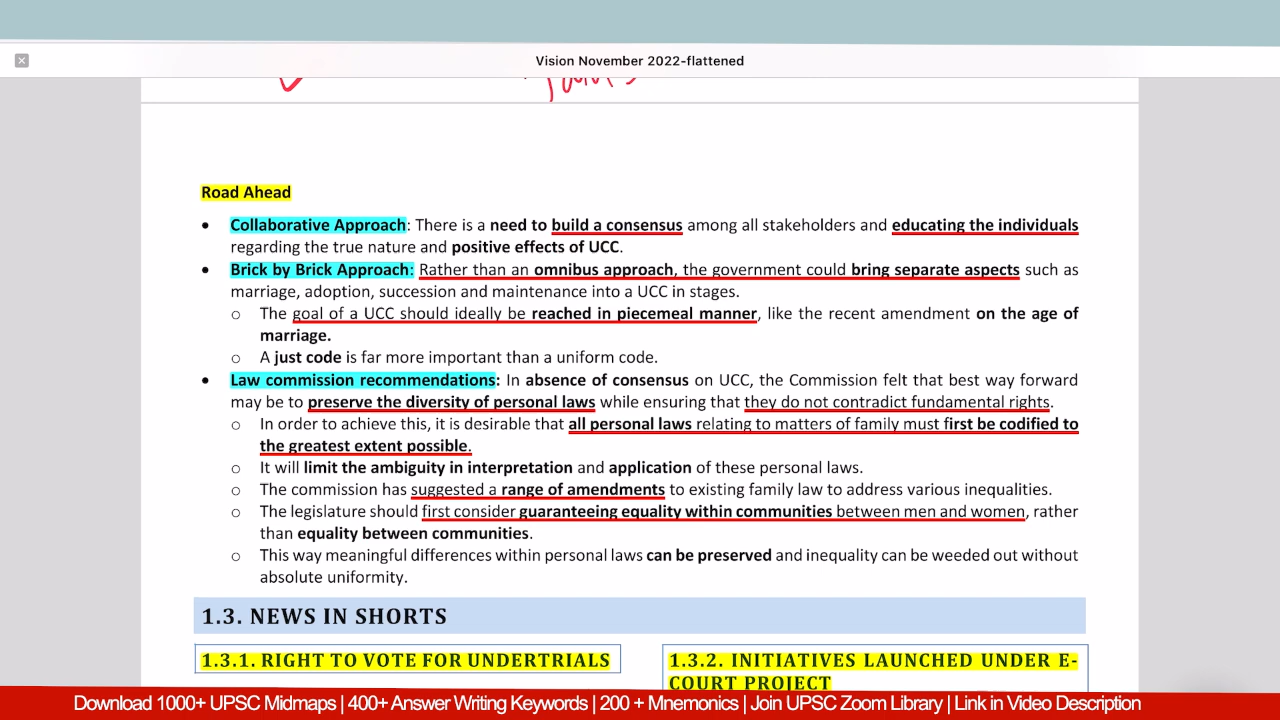 Vision November 2022-flattened
Road Ahead
• Collaborative Approach: There is a need to build a consensus among all stakeholders and educating the individuals
regarding the true nature and positive effects of UCC.
• Brick by Brick Approach: Rather than an omnibus approach, the government could bring separate aspects such as
marriage, adoption, succession and maintenance into a UCC in stages.
o The goal of a UCC should ideally be reached in piecemeal manner, like the recent amendment on the age of
marriage.
o A just code is far more important than a uniform code.
• Law commission recommendations: In absence of consensus on UCC, the Commission felt that best way forward
may be to preserve the diversity of personal laws while ensuring that they do not contradict fundamental rights.
o In order to achieve this, it is desirable that all personal laws relating to matters of family must first be codified to
the greatest extent possible.
o It will limit the ambiguity in interpretation and application of these personal laws.
o The commission has suggested a range of amendments to existing family law to address various inequalities.
o The legislature should first consider guaranteeing equality within communities between men and women, rather
than equality between communities.
o This way meaningful differences within personal laws can be preserved and inequality can be weeded out without
absolute uniformity.
1.3. NEWS IN SHORTS
1.3.1. RIGHT TO VOTE FOR UNDERTRIALS
1.3.2. INITIATIVES LAUNCHED UNDER E-
COURT PROJECT
Download 1000+ UPSC Midmaps | 400+ Answer Writing Keywords | 200 + Mnemonics | Join UPSC Zoom Library | Link in Video Description